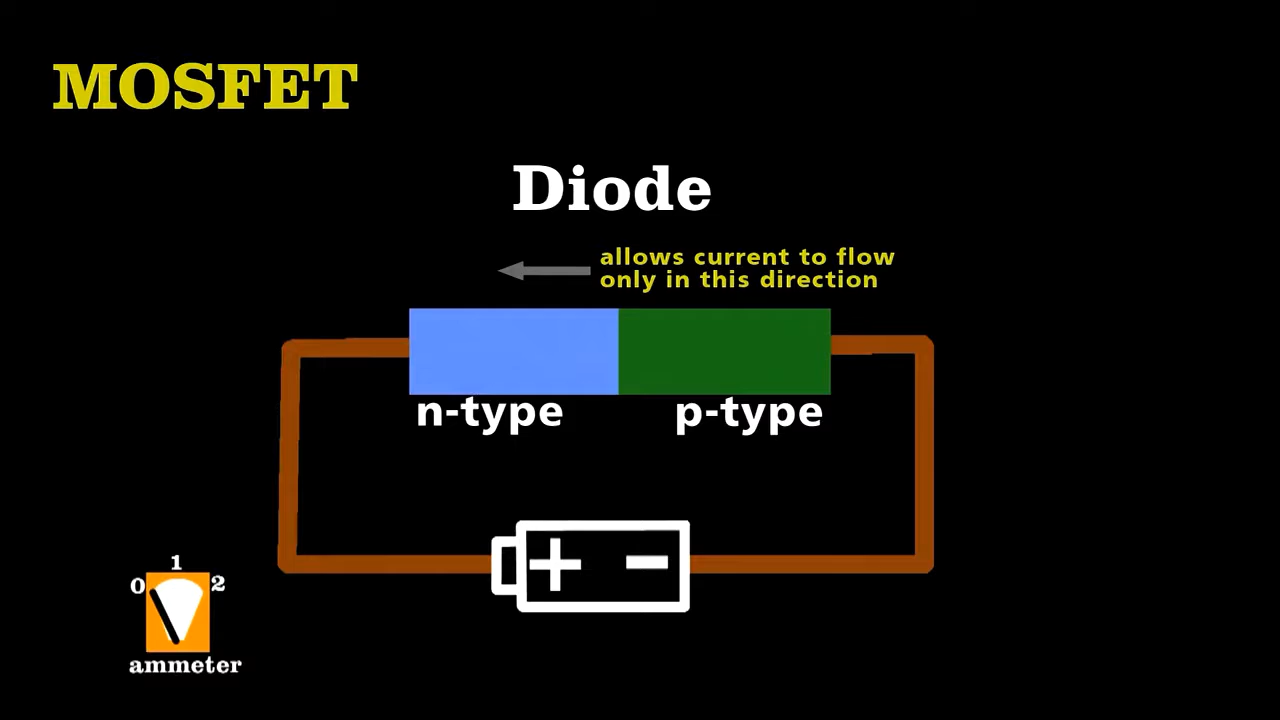 MOSFET
Diode
allows current to flow
only in this direction
n-type
p-type
+ −
0
1
2
ammeter